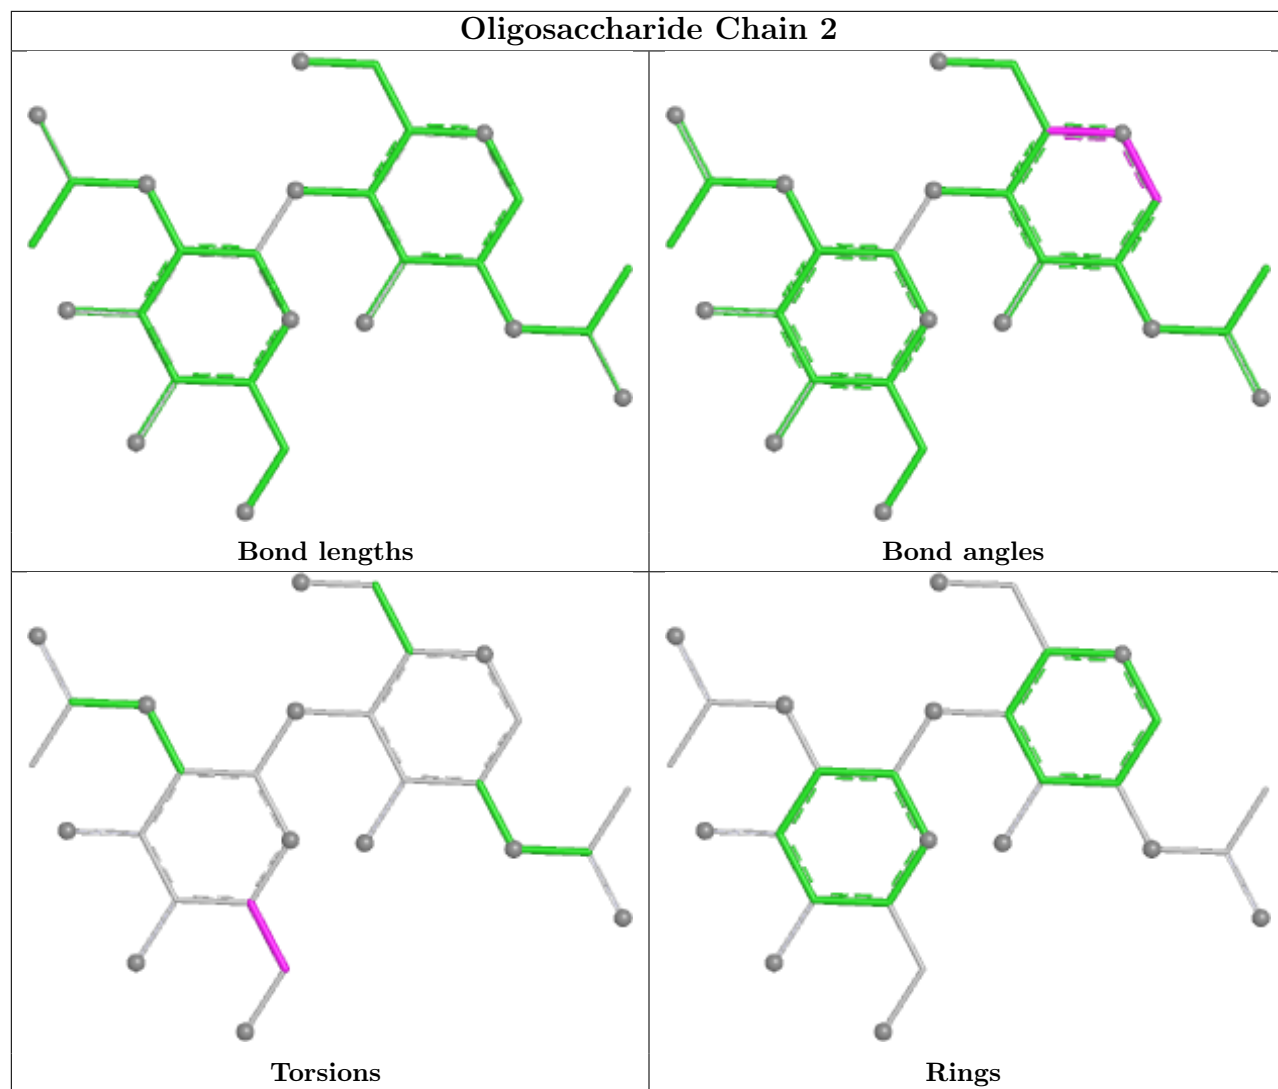 Oligosaccharide Chain 2
Bond lengths
Bond angles
Torsions
Rings